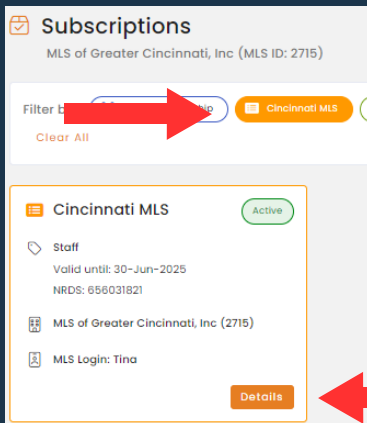 Subscriptions
MLS of Greater Cincinnati, Inc (MLS ID: 2715)
Filter Cincinnati MLS
Clear All
Cincinnati MLS Active
Staff
Valid until: 30-Jun-2025
NRDS: 656031821
MLS of Greater Cincinnati, Inc (2715)
MLS Login: Tina
Details